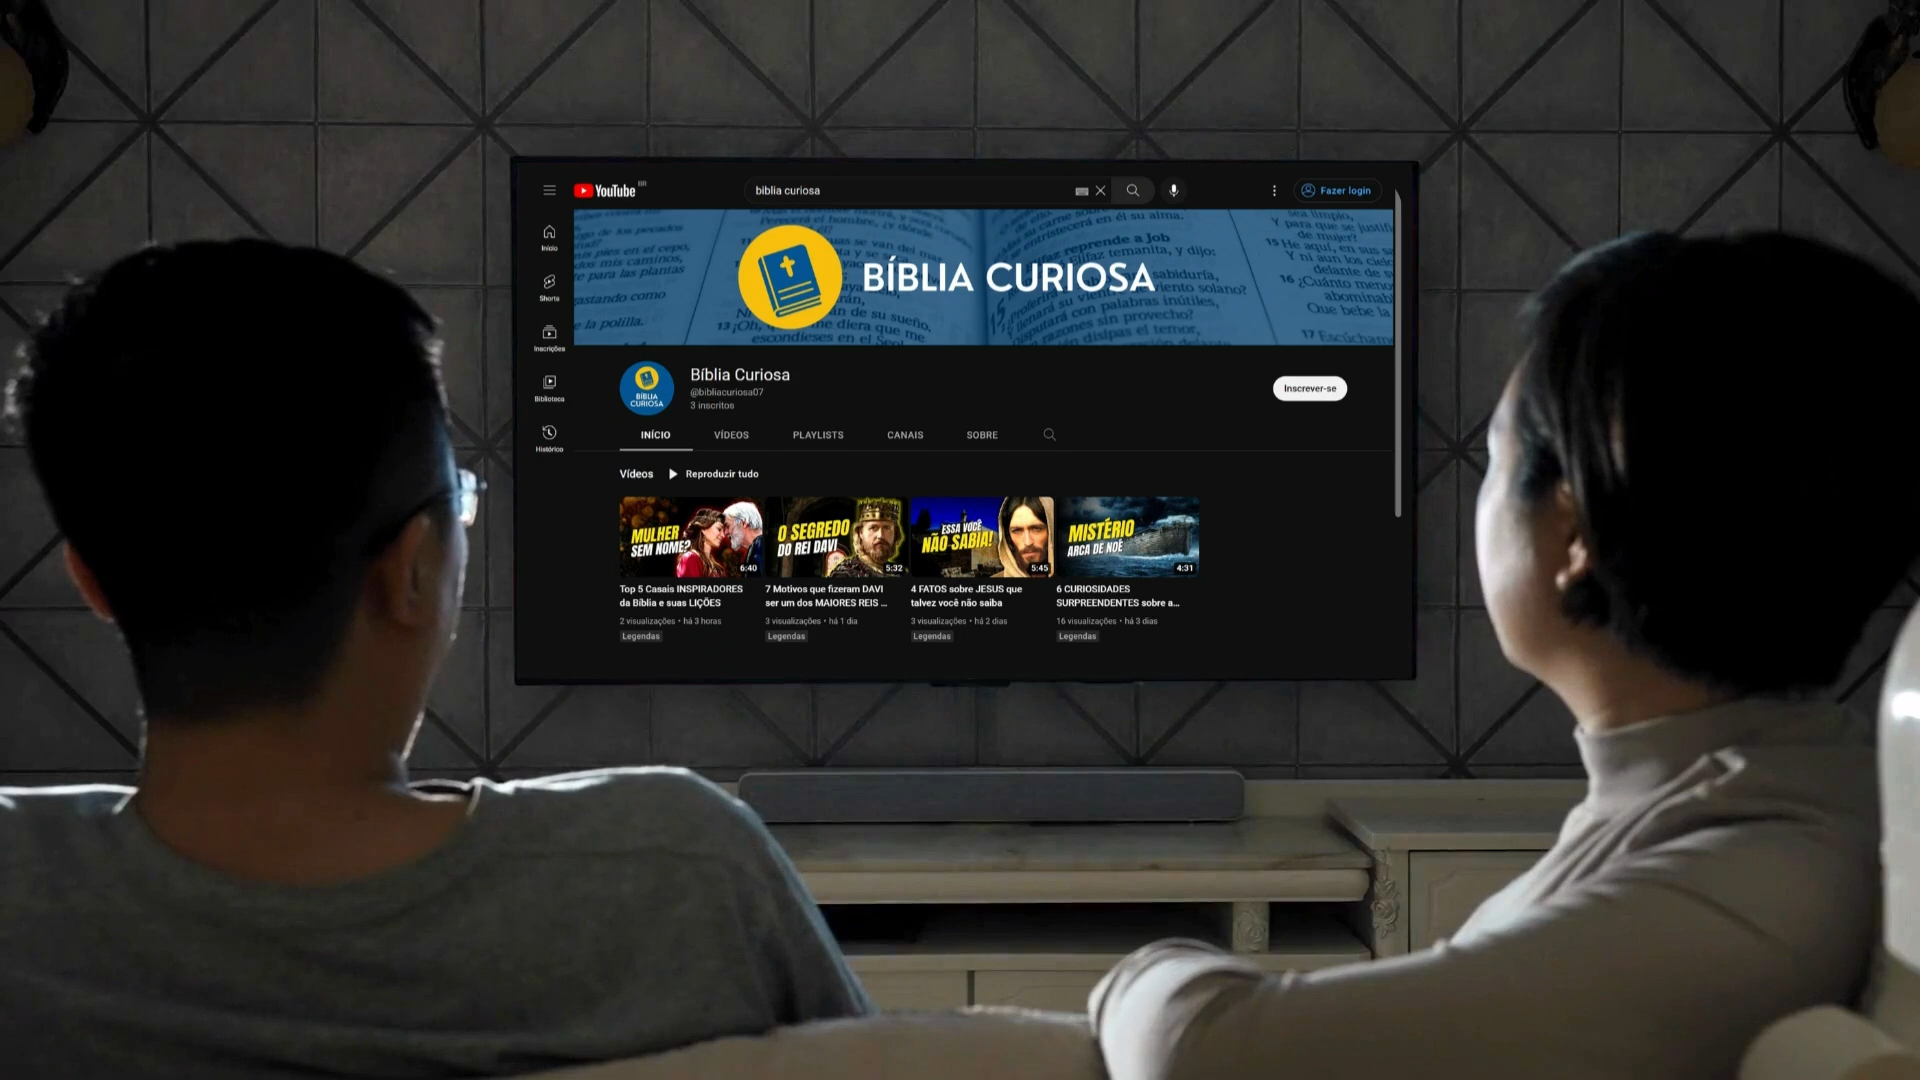 YouTube BR
biblia curiosa
Fazer login
BÍBLIA CURIOSA
Início
Shorts
Inscrições
Biblioteca
Histórico
BÍBLIA
CURIOSA
Bíblia Curiosa
@bibliacuriosa07
3 inscritos
Inscrever-se
INÍCIO VÍDEOS PLAYLISTS CANAIS SOBRE
Vídeos Reproduzir tudo
MULHER
SEM NOME?
6:40
O SEGREDO
DO REI DAVI
5:32
ESSA VOCÊ
NÃO SABIA!
5:45
MISTÉRIO
ARCA DE NOÉ
4:31
Top 5 Casais INSPIRADORES
da Bíblia e suas LIÇÕES
2 visualizações • há 3 horas
Legendas
7 Motivos que fizeram DAVI
ser um dos MAIORES REIS ...
3 visualizações • há 1 dia
Legendas
4 FATOS sobre JESUS que
talvez você não saiba
3 visualizações • há 2 dias
Legendas
6 CURIOSIDADES
SURPREENDENTES sobre a...
16 visualizações • há 3 dias
Legendas